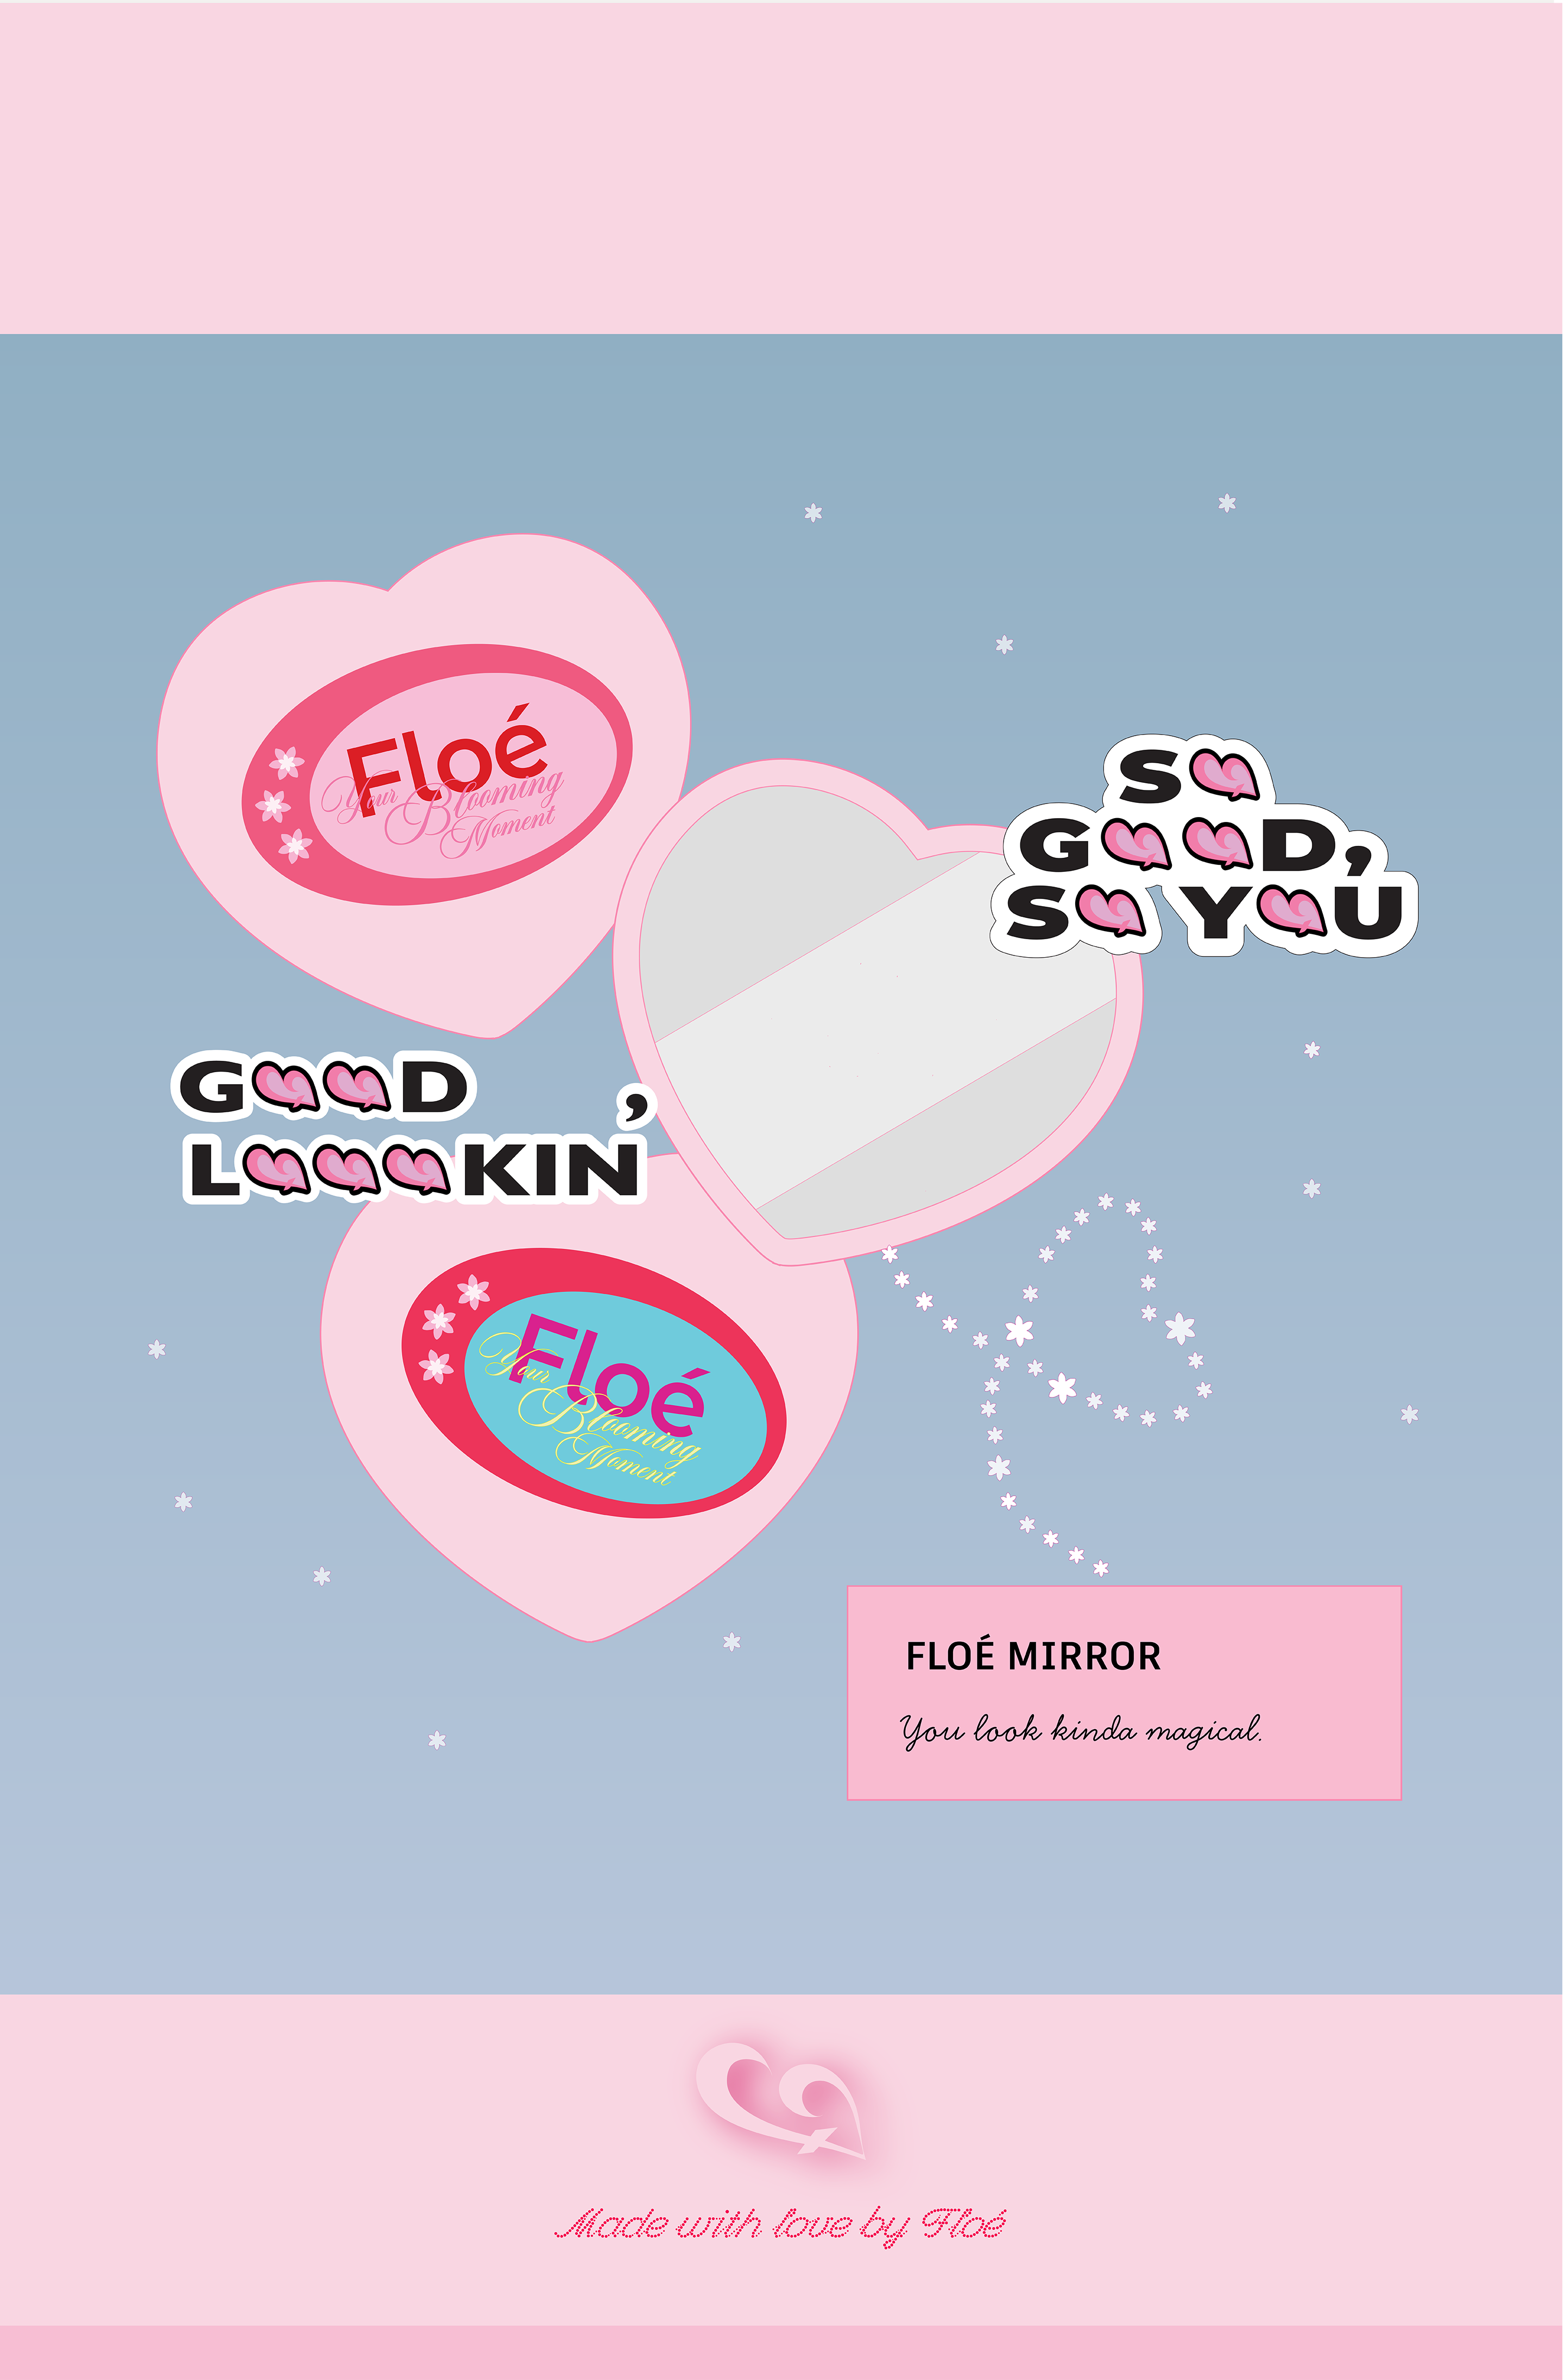 Floé
Your Blooming
Moment
SO
GOOD,
SO YOU
GOOD
LOOOKIN'
Floé
Your
Blooming
Moment
FLOÉ MIRROR
You look kinda magical.
Made with love by Floé